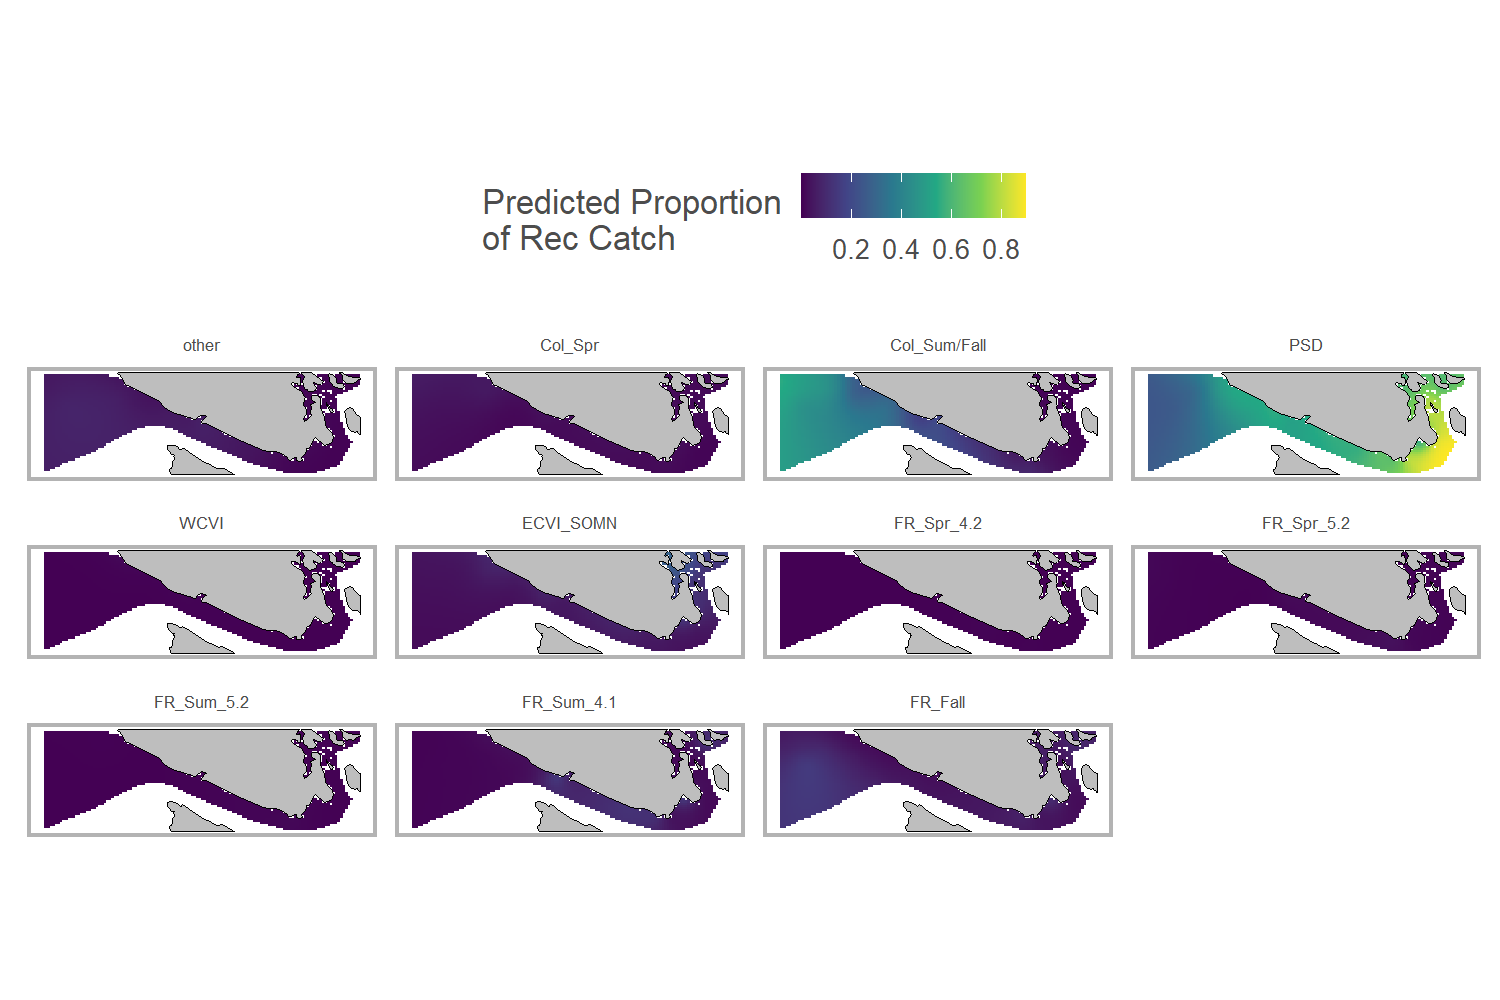 Predicted Proportion
of Rec Catch
0.2 0.4 0.6 0.8
other Col_Spr Col_Sum/Fall PSD
WCVI ECVI_SOMN FR_Spr_4.2 FR_Spr_5.2
FR_Sum_5.2 FR_Sum_4.1 FR_Fall